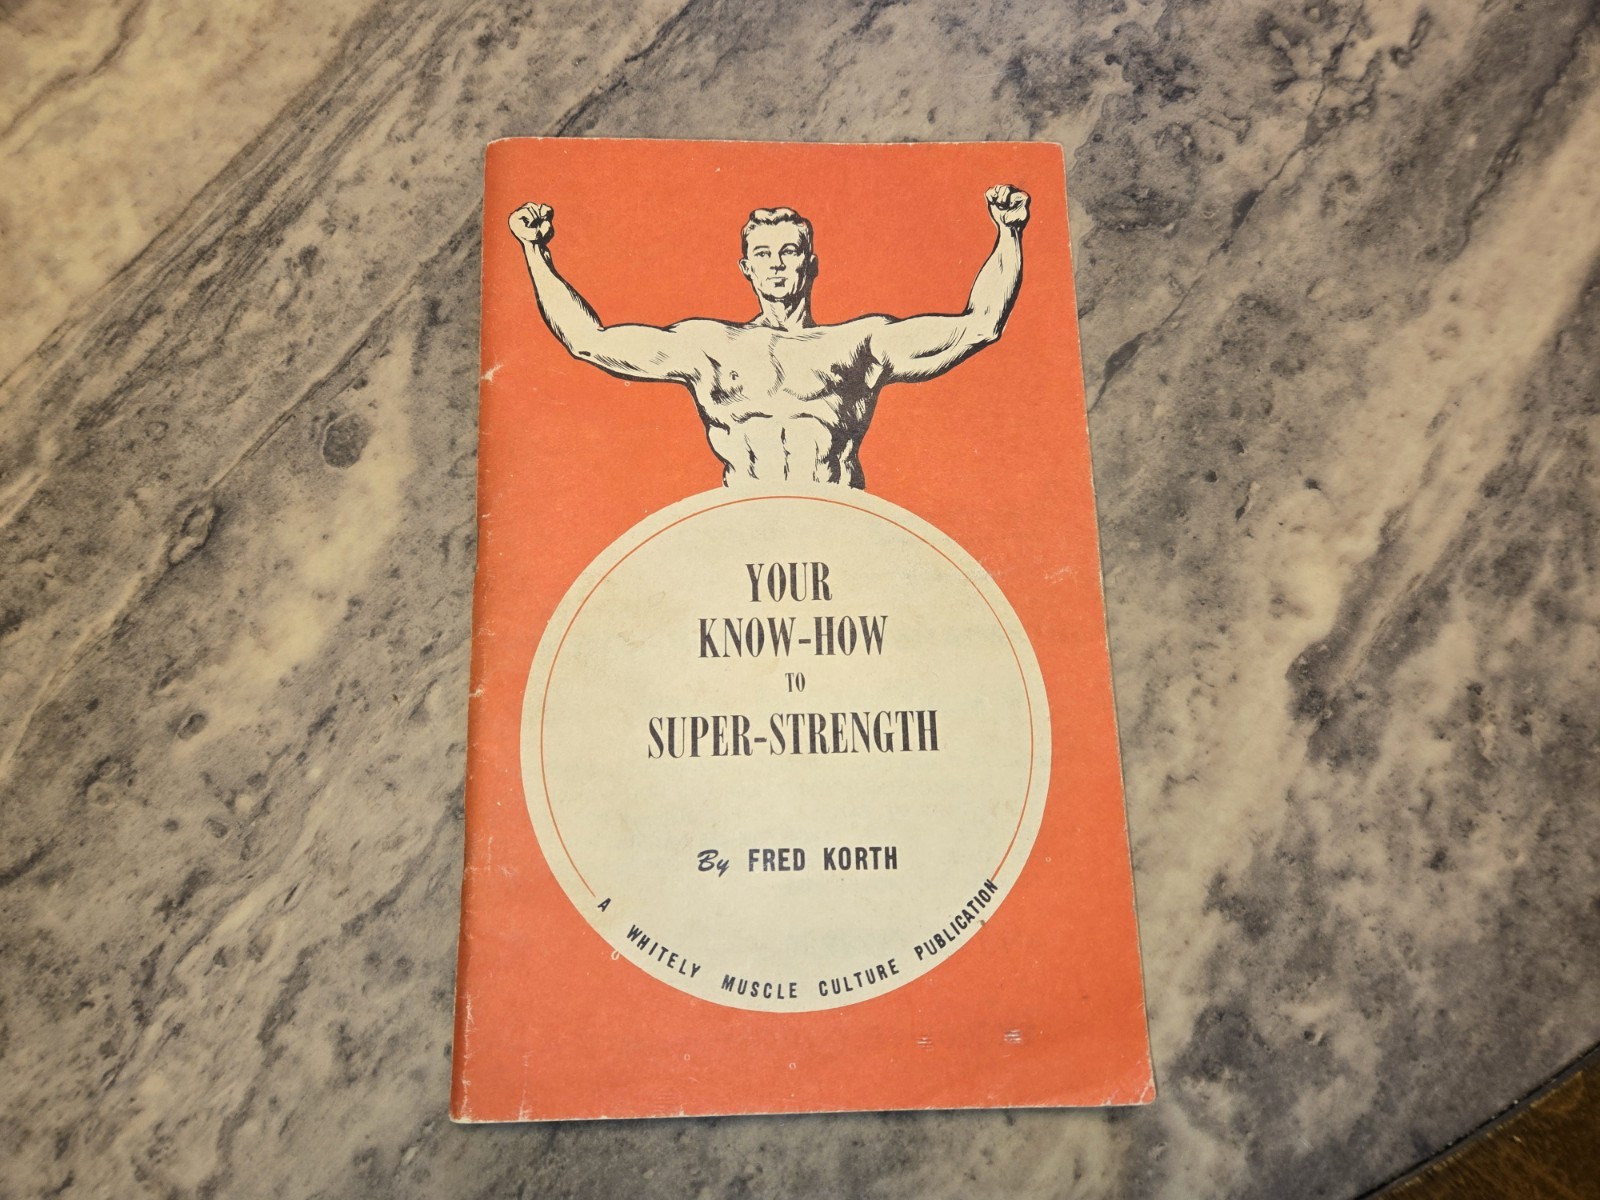 YOUR
KNOW-HOW
TO
SUPER-STRENGTH
By FRED KORTH
A WHITELY MUSCLE CULTURE PUBLICATION